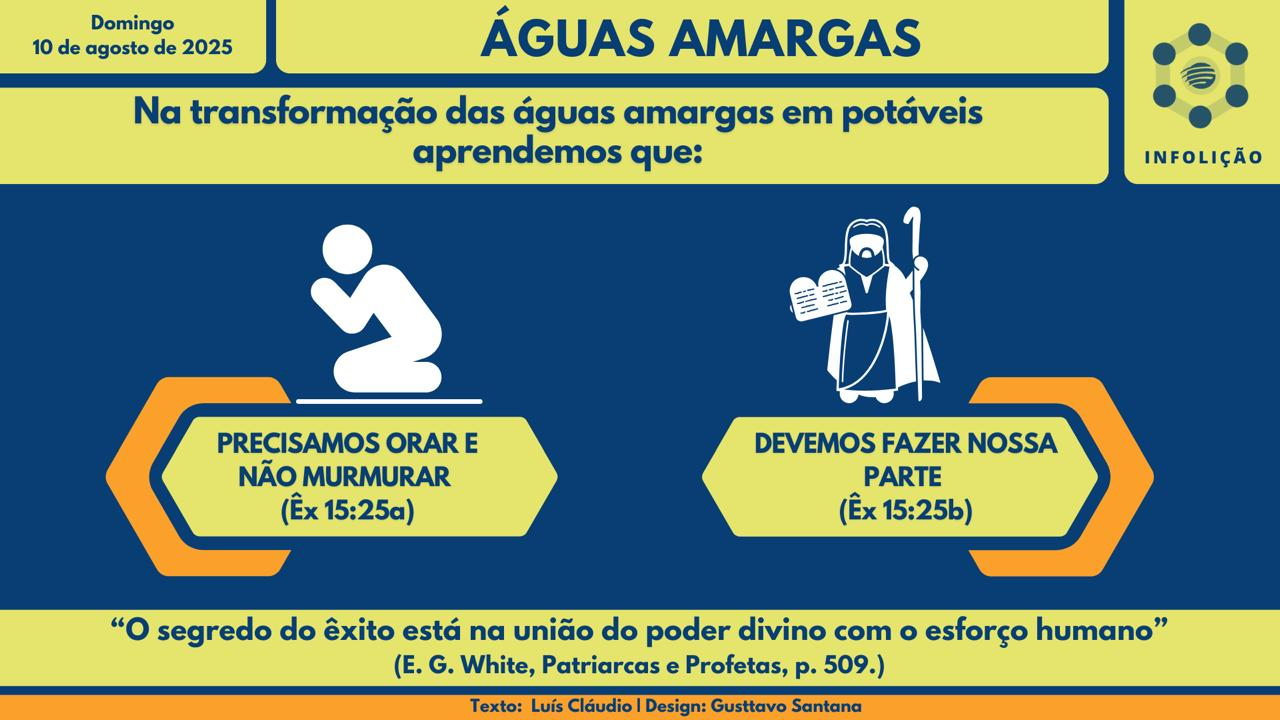 Domingo
10 de agosto de 2025
ÁGUAS AMARGAS
INFOLIÇÃO
Na transformação das águas amargas em potáveis
aprendemos que:
PRECISAMOS ORAR E
NÃO MURMURAR
(Êx 15:25a)
DEVEMOS FAZER NOSSA
PARTE
(Êx 15:25b)
“O segredo do êxito está na união do poder divino com o esforço humano”
(E. G. White, Patriarcas e Profetas, p. 509.)
Texto:  Luís Cláudio | Design: Gusttavo Santana